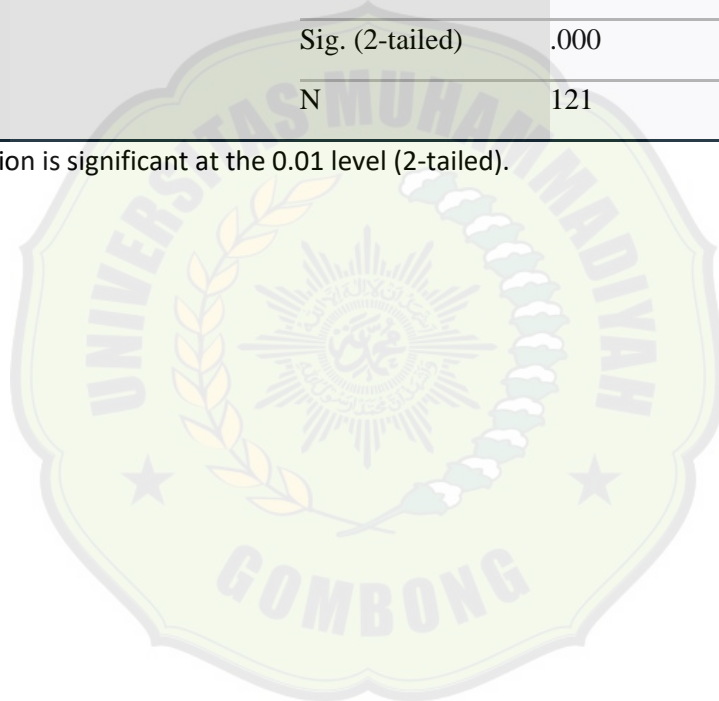 Sig. (2-tailed) .000
N 121
ion is significant at the 0.01 level (2-tailed).
UNIVERSITAS MUHAMMADIYAH
GOMBONG